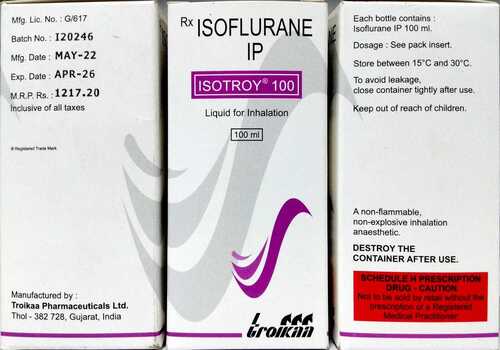 Mfg. Lic. No. : G/617
Batch No. : I20246
Mfg. Date : MAY-22
Exp. Date : APR-26
M.R.P. Rs. : 1217.20
Inclusive of all taxes
® Registered Trade Mark
Manufactured by :
Troikaa Pharmaceuticals Ltd.
Thol - 382 728, Gujarat, India
Rx ISOFLURANE
IP
ISOTROY® 100
Liquid for Inhalation
100 ml
troikaa
Each bottle contains :
Isoflurane IP 100 ml.
Dosage : See pack insert.
Store between 15°C and 30°C.
To avoid leakage,
close container tightly after use.
Keep out of reach of children.
A non-flammable,
non-explosive inhalation
anaesthetic.
DESTROY THE
CONTAINER AFTER USE.
SCHEDULE H PRESCRIPTION
DRUG - CAUTION
Not to be sold by retail without the
prescription or a Registered
Medical Practitioner